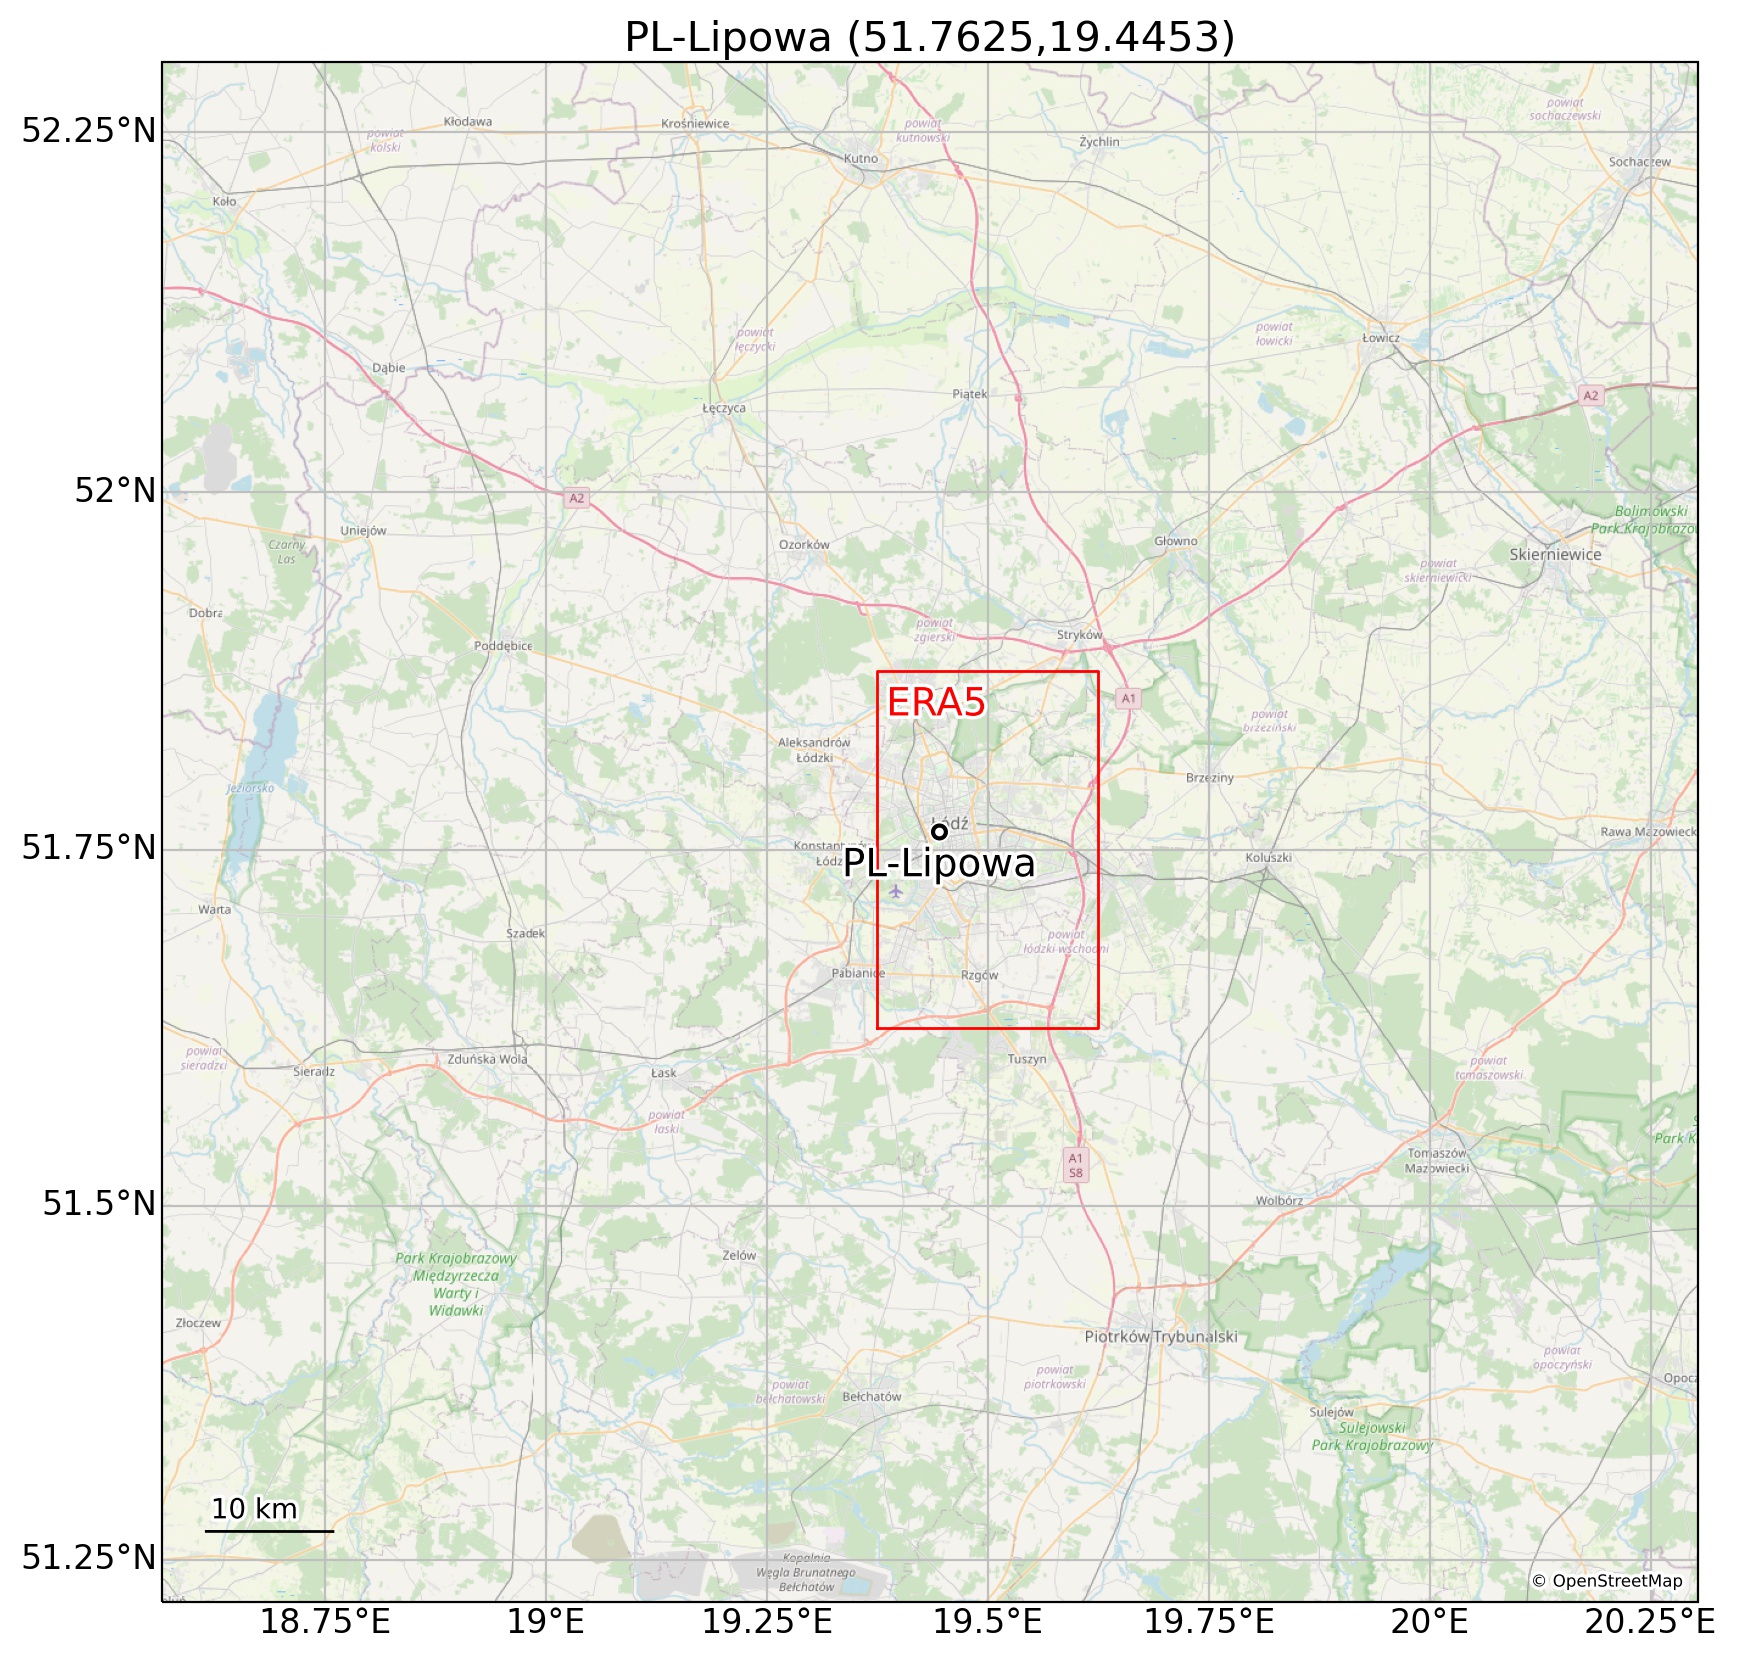 PL-Lipowa (51.7625,19.4453)
52.25°N
52°N
51.75°N
51.5°N
51.25°N
18.75°E
19°E
19.25°E
19.5°E
19.75°E
20°E
20.25°E
Kłodawa
powiat
kolski
Krośniewice
powiat
kutnowski
Kutno
Żychlin
powiat
sochaczewski
Sochaczew
Koło
powiat
łęczycki
powiat
łowicki
Łowicz
Dąbie
Łęczyca
Piątek
A2
A2
Uniejów
Czarny
Las
Ozorków
Głowno
Bolimowski
Park Krajobrazo
Skierniewice
powiat
skierniewicki
Dobra
Poddębice
powiat
zgierski
Stryków
ERA5
A1
powiat
brzeziński
Aleksandrów
Łódzki
Brzeziny
Jeziorsko
Łódź
PL-Lipowa
Rawa Mazowieck
Koluszki
Warta
Szadek
powiat
łódzki wschodni
Pabianice
Rzgów
powiat
sieradzki
Sieradz
Zduńska Wola
Łask
Tuszyn
powiat
tomaszowski
powiat
łaski
Park K
A1
S8
Tomaszów
Mazowiecki
Wolbórz
Zelów
Park Krajobrazowy
Międzyrzecza
Warty i
Widawki
Złoczew
Piotrków Trybunalski
powiat
opoczyński
Opocz
powiat
bełchatowski
Bełchatów
powiat
piotrkowski
Sulejów
Sulejowski
Park Krajobrazowy
10 km
Kopalnia
Węgla Brunatnego
Bełchatów
© OpenStreetMap